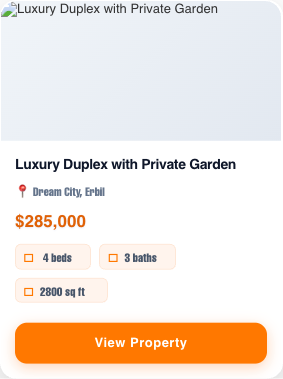 Luxury Duplex with Private Garden
Luxury Duplex with Private Garden
📍 Dream City, Erbil
$285,000
4 beds
3 baths
2800 sq ft
View Property